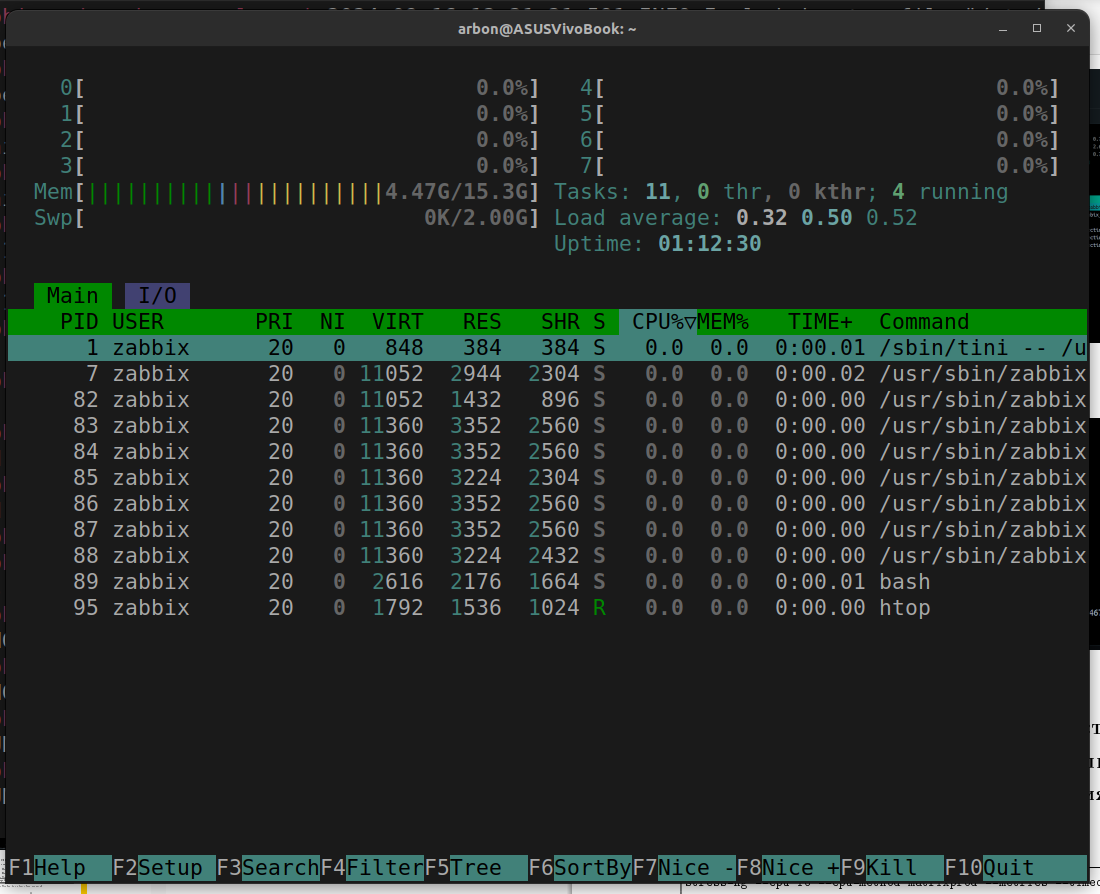 arbon@ASUSVivoBook: ~
0[ 0.0%] 4[ 0.0%]
1[ 0.0%] 5[ 0.0%]
2[ 0.0%] 6[ 0.0%]
3[ 0.0%] 7[ 0.0%]
Mem[|||||||||||||||||||||||4.47G/15.3G] Tasks: 11, 0 thr, 0 kthr; 4 running
Swp[ 0K/2.00G] Load average: 0.32 0.50 0.52
Uptime: 01:12:30
Main I/O
PID USER PRI NI VIRT RES SHR S CPU%▽MEM% TIME+ Command
1 zabbix 20 0 848 384 384 S 0.0 0.0 0:00.01 /sbin/tini -- /u
7 zabbix 20 0 11052 2944 2304 S 0.0 0.0 0:00.02 /usr/sbin/zabbix
82 zabbix 20 0 11052 1432 896 S 0.0 0.0 0:00.00 /usr/sbin/zabbix
83 zabbix 20 0 11360 3352 2560 S 0.0 0.0 0:00.00 /usr/sbin/zabbix
84 zabbix 20 0 11360 3352 2560 S 0.0 0.0 0:00.00 /usr/sbin/zabbix
85 zabbix 20 0 11360 3224 2304 S 0.0 0.0 0:00.00 /usr/sbin/zabbix
86 zabbix 20 0 11360 3352 2560 S 0.0 0.0 0:00.00 /usr/sbin/zabbix
87 zabbix 20 0 11360 3352 2560 S 0.0 0.0 0:00.00 /usr/sbin/zabbix
88 zabbix 20 0 11360 3224 2432 S 0.0 0.0 0:00.00 /usr/sbin/zabbix
89 zabbix 20 0 2616 2176 1664 S 0.0 0.0 0:00.01 bash
95 zabbix 20 0 1792 1536 1024 R 0.0 0.0 0:00.00 htop
F1Help F2Setup F3SearchF4FilterF5Tree F6SortByF7Nice -F8Nice +F9Kill F10Quit